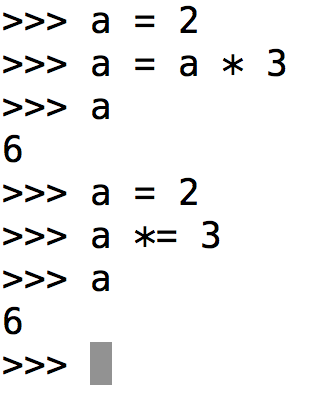 >>> a = 2
>>> a = a * 3
>>> a
6
>>> a = 2
>>> a *= 3
>>> a
6
>>>